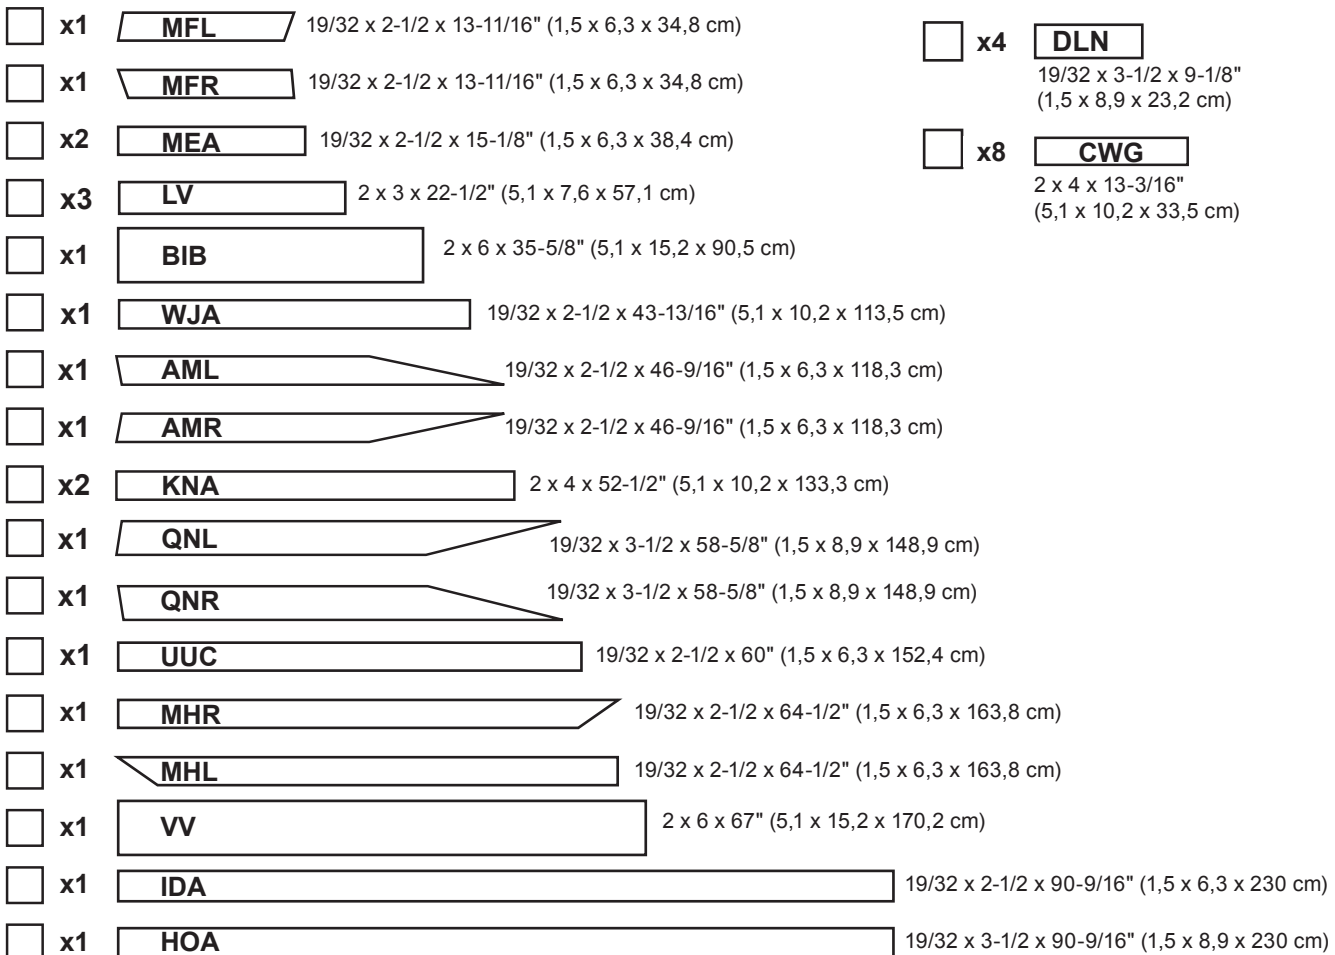 x1 MFL 19/32 x 2-1/2 x 13-11/16" (1,5 x 6,3 x 34,8 cm)
x1 MFR 19/32 x 2-1/2 x 13-11/16" (1,5 x 6,3 x 34,8 cm)
x2 MEA 19/32 x 2-1/2 x 15-1/8" (1,5 x 6,3 x 38,4 cm)
x3 LV 2 x 3 x 22-1/2" (5,1 x 7,6 x 57,1 cm)
x1 BIB 2 x 6 x 35-5/8" (5,1 x 15,2 x 90,5 cm)
x1 WJA 19/32 x 2-1/2 x 43-13/16" (5,1 x 10,2 x 113,5 cm)
x1 AML 19/32 x 2-1/2 x 46-9/16" (1,5 x 6,3 x 118,3 cm)
x1 AMR 19/32 x 2-1/2 x 46-9/16" (1,5 x 6,3 x 118,3 cm)
x2 KNA 2 x 4 x 52-1/2" (5,1 x 10,2 x 133,3 cm)
x1 QNL 19/32 x 3-1/2 x 58-5/8" (1,5 x 8,9 x 148,9 cm)
x1 QNR 19/32 x 3-1/2 x 58-5/8" (1,5 x 8,9 x 148,9 cm)
x1 UUC 19/32 x 2-1/2 x 60" (1,5 x 6,3 x 152,4 cm)
x1 MHR 19/32 x 2-1/2 x 64-1/2" (1,5 x 6,3 x 163,8 cm)
x1 MHL 19/32 x 2-1/2 x 64-1/2" (1,5 x 6,3 x 163,8 cm)
x1 VV 2 x 6 x 67" (5,1 x 15,2 x 170,2 cm)
x1 IDA 19/32 x 2-1/2 x 90-9/16" (1,5 x 6,3 x 230 cm)
x1 HOA 19/32 x 3-1/2 x 90-9/16" (1,5 x 8,9 x 230 cm)
x4 DLN
19/32 x 3-1/2 x 9-1/8"
(1,5 x 8,9 x 23,2 cm)
x8 CWG
2 x 4 x 13-3/16"
(5,1 x 10,2 x 33,5 cm)